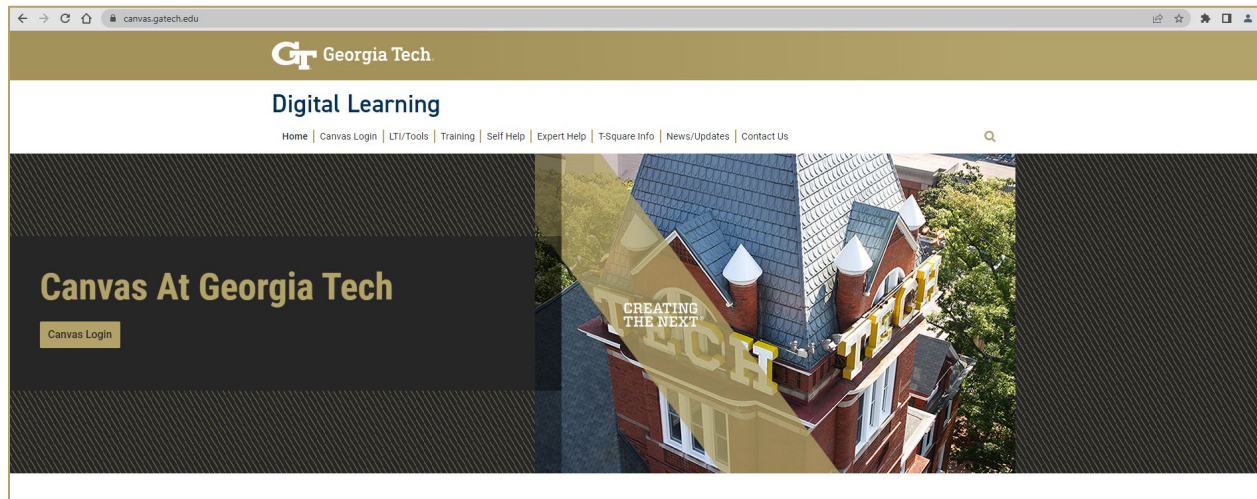 canvas.gatech.edu
GT Georgia Tech.
Digital Learning
Home | Canvas Login | LTI/Tools | Training | Self Help | Expert Help | T-Square Info | News/Updates | Contact Us
Canvas At Georgia Tech
Canvas Login
CREATING
THE NEXT®
TECH
TECH